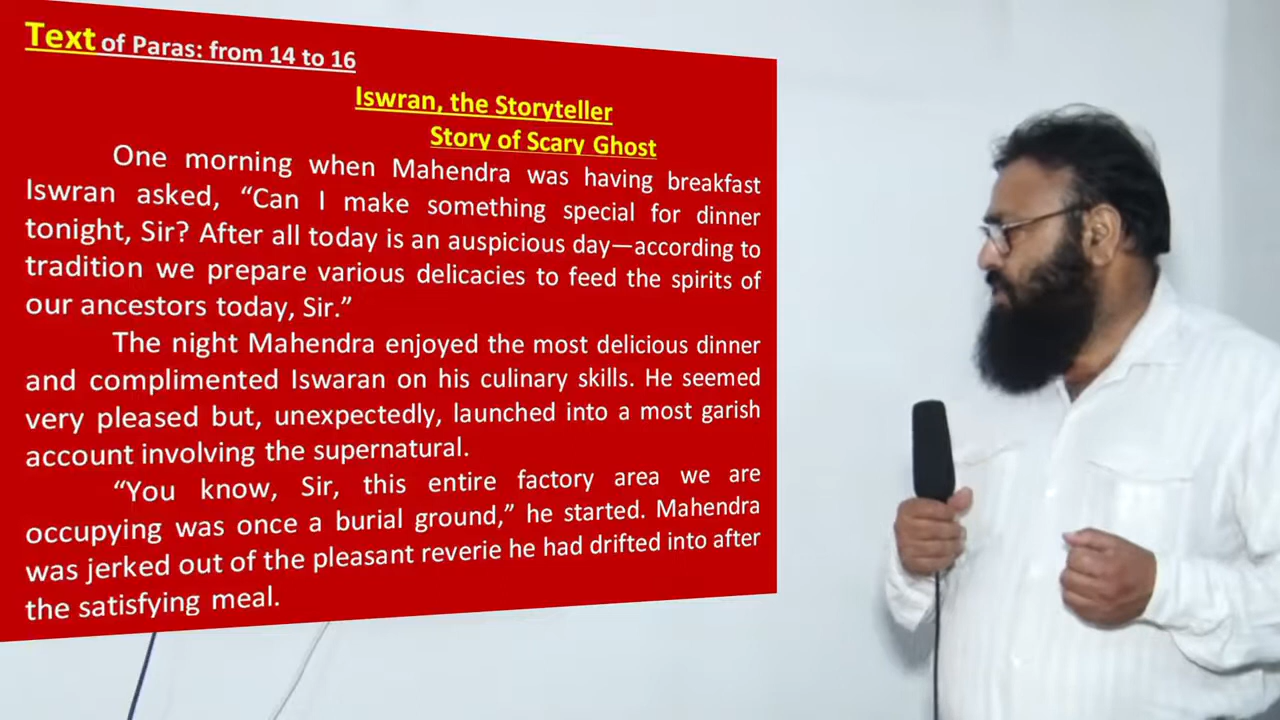 Text of Paras: from 14 to 16
Iswran, the Storyteller
Story of Scary Ghost
One morning when Mahendra was having breakfast
Iswran asked, “Can I make something special for dinner
tonight, Sir? After all today is an auspicious day—according to
tradition we prepare various delicacies to feed the spirits of
our ancestors today, Sir.”
The night Mahendra enjoyed the most delicious dinner
and complimented Iswaran on his culinary skills. He seemed
very pleased but, unexpectedly, launched into a most garish
account involving the supernatural.
“You know, Sir, this entire factory area we are
occupying was once a burial ground,” he started. Mahendra
was jerked out of the pleasant reverie he had drifted into after
the satisfying meal.